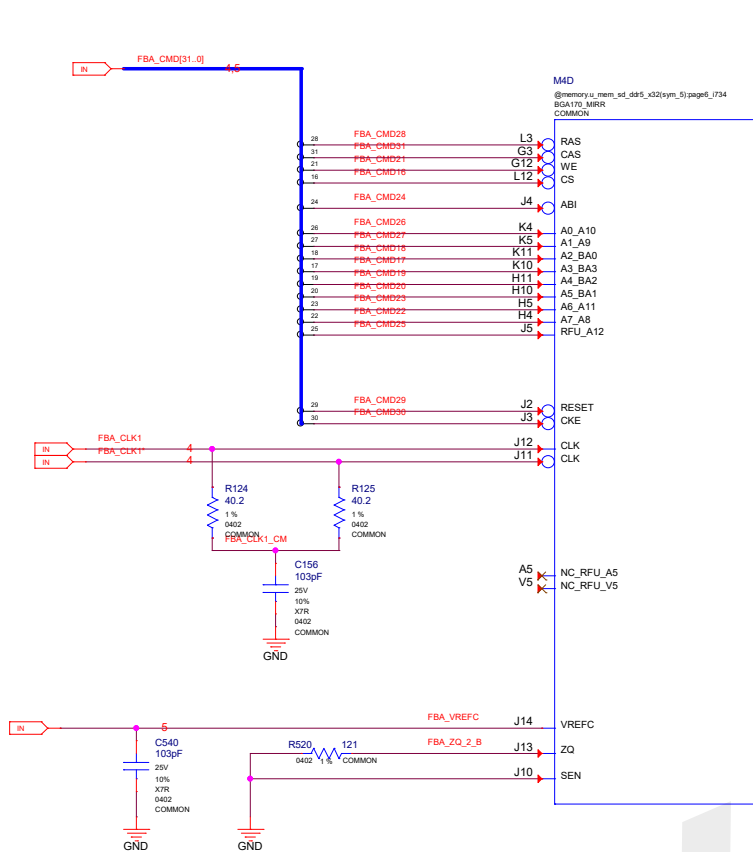 FBA_CMD[31..0]
IN
4,5
M4D
@memory.u_mem_sd_ddr5_x32(sym_5):page6_i734
BGA170_MIRR
COMMON
28 FBA_CMD28 L3 RAS
31 FBA_CMD31 G3 CAS
21 FBA_CMD21 G12 WE
16 FBA_CMD16 L12 CS
24 FBA_CMD24 J4 ABI
26 FBA_CMD26 K4 A0_A10
27 FBA_CMD27 K5 A1_A9
18 FBA_CMD18 K11 A2_BA0
17 FBA_CMD17 K10 A3_BA3
19 FBA_CMD19 H11 A4_BA2
20 FBA_CMD20 H10 A5_BA1
23 FBA_CMD23 H5 A6_A11
22 FBA_CMD22 H4 A7_A8
25 FBA_CMD25 J5 RFU_A12
29 FBA_CMD29 J2 RESET
30 FBA_CMD30 J3 CKE
IN FBA_CLK1 4 J12 CLK
IN FBA_CLK1* 4 J11 CLK
R124
40.2
1 %
0402
COMMON
R125
40.2
1 %
0402
COMMON
FBA_CLK1_CM
C156
103pF
25V
10%
X7R
0402
COMMON
GND
A5 NC_RFU_A5
V5 NC_RFU_V5
IN 5 FBA_VREFC J14 VREFC
C540
103pF
25V
10%
X7R
0402
COMMON
GND
R520 121 FBA_ZQ_2_B J13 ZQ
0402 1 % COMMON
J10 SEN
GND